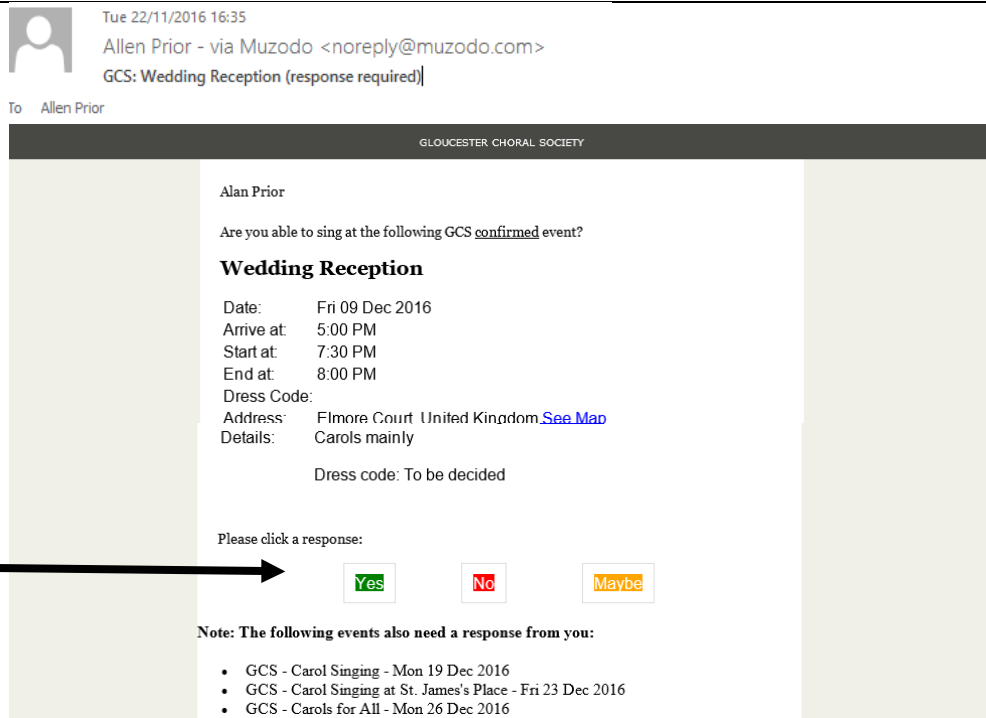 Tue 22/11/2016 16:35
Allen Prior - via Muzodo <noreply@muzodo.com>
GCS: Wedding Reception (response required)
To Allen Prior
GLOUCESTER CHORAL SOCIETY
Alan Prior
Are you able to sing at the following GCS confirmed event?
Wedding Reception
Date: Fri 09 Dec 2016
Arrive at: 5:00 PM
Start at: 7:30 PM
End at: 8:00 PM
Dress Code:
Address: Elmore Court, United Kingdom See Map
Details: Carols mainly
Dress code: To be decided
Please click a response:
Yes No Maybe
Note: The following events also need a response from you:
• GCS - Carol Singing - Mon 19 Dec 2016
• GCS - Carol Singing at St. James's Place - Fri 23 Dec 2016
• GCS - Carols for All - Mon 26 Dec 2016